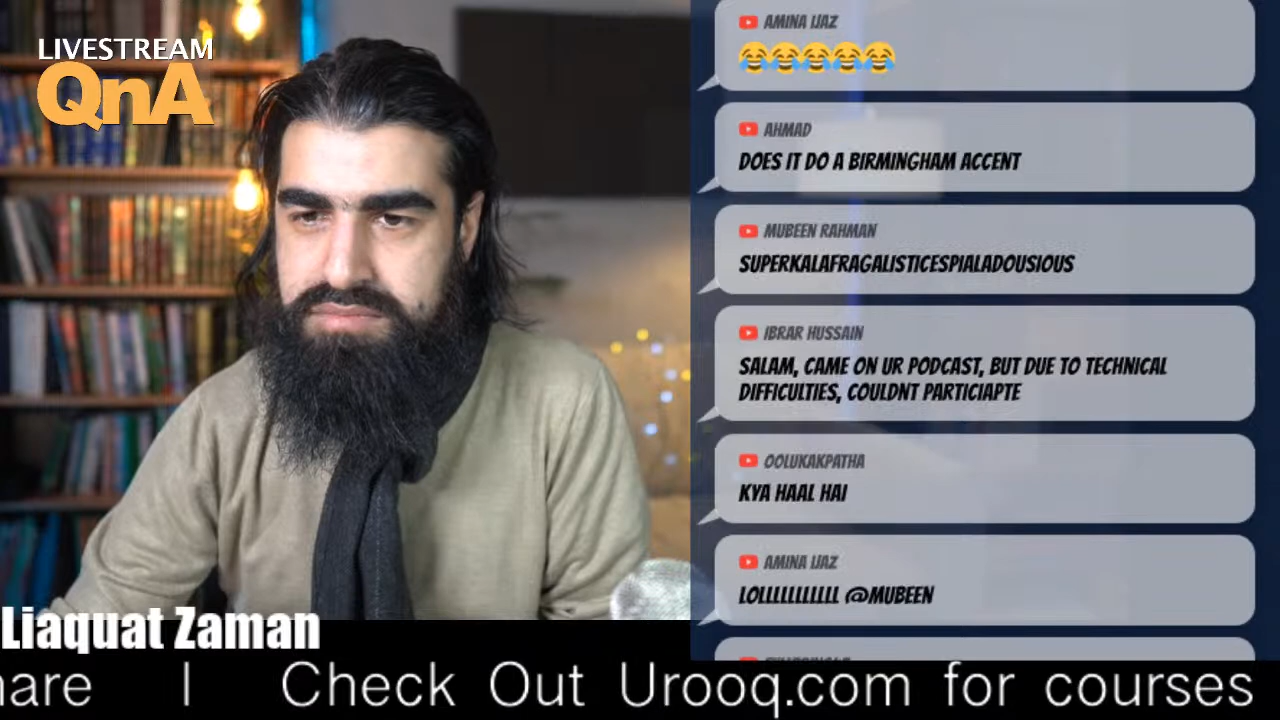 LIVESTREAM
QnA
AMINA IJAZ
😂😂😂😂😂
AHMAD
DOES IT DO A BIRMINGHAM ACCENT
MUBEEN RAHMAN
SUPERKALAFRAGALISTICESPIALADOUSIOUS
IBRAR HUSSAIN
SALAM, CAME ON UR PODCAST, BUT DUE TO TECHNICAL
DIFFICULTIES, COULDNT PARTICIAPTE
OOLUKAKPATHA
KYA HAAL HAI
AMINA IJAZ
LOLLLLLLLLLLL @MUBEEN
Liaquat Zaman
hare | Check Out Urooq.com for courses